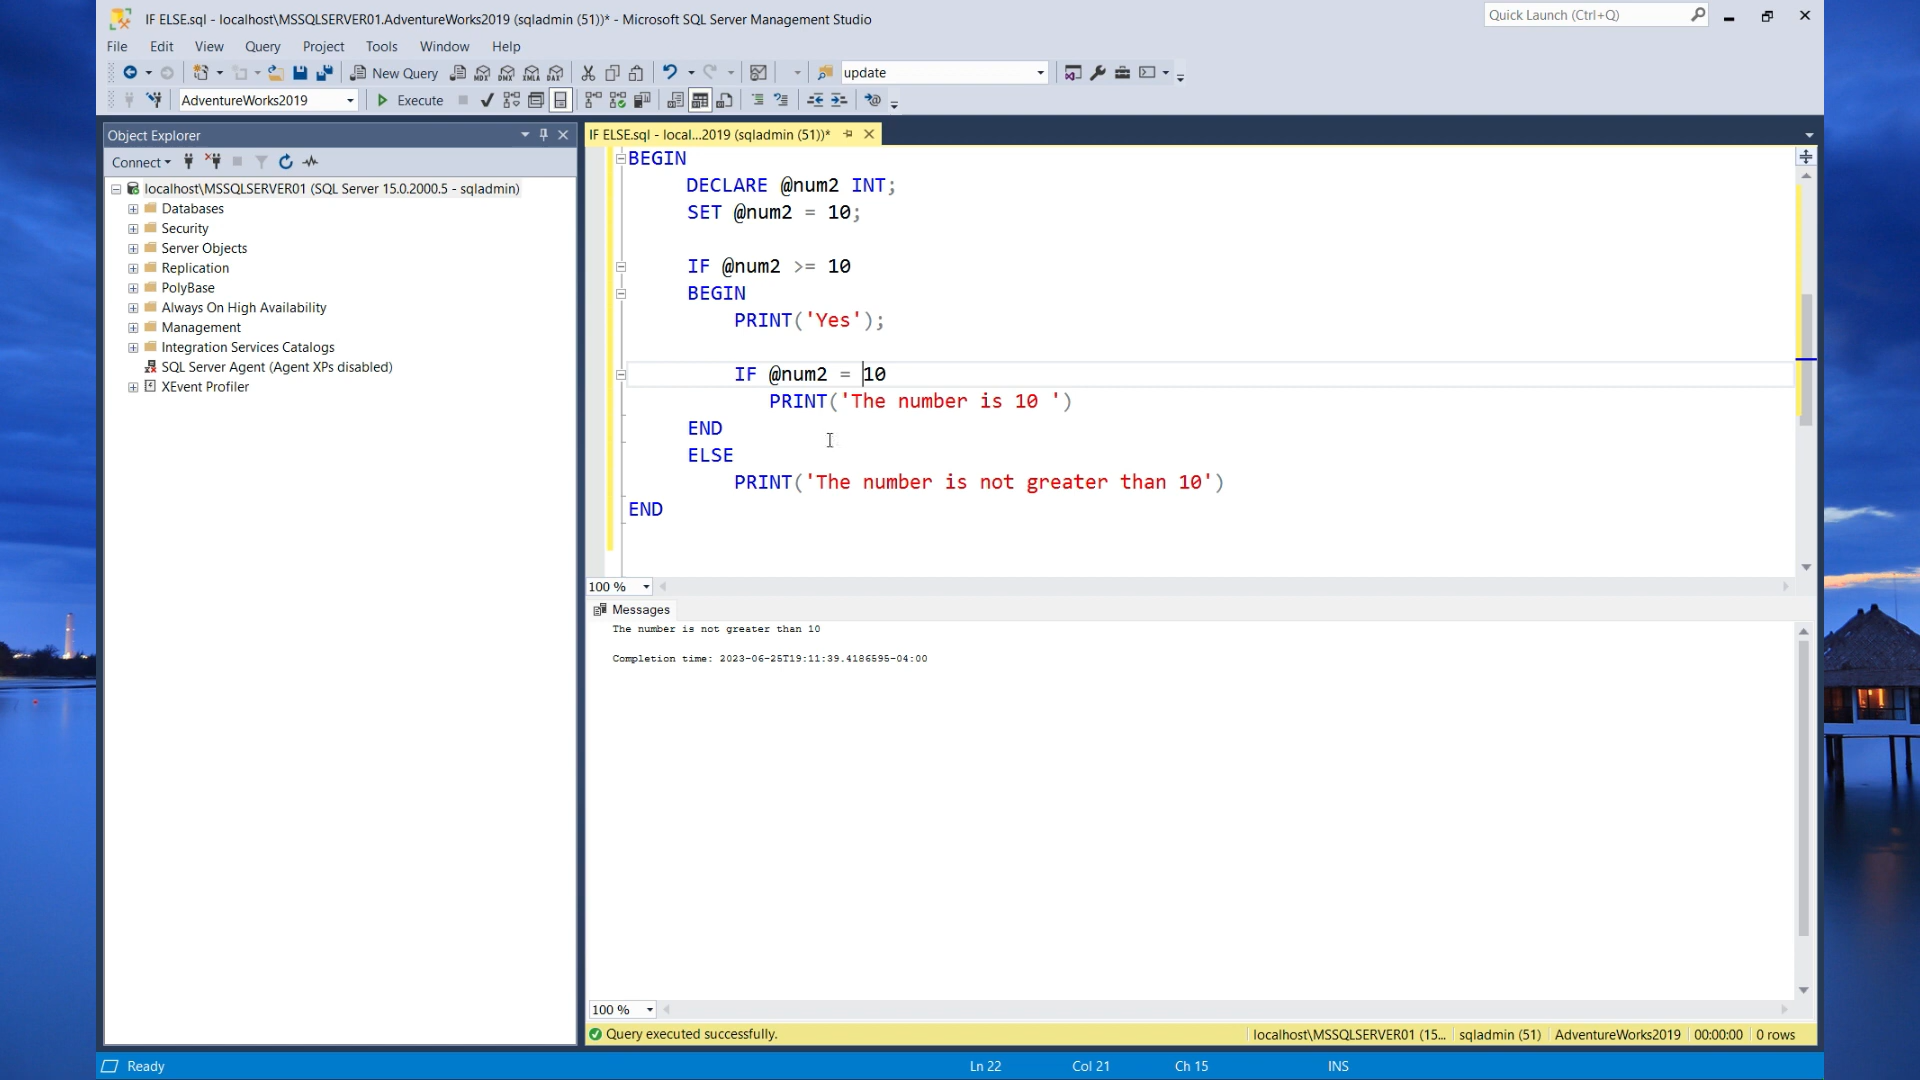 IF ELSE.sql - localhost\MSSQLSERVER01.AdventureWorks2019 (sqladmin (51))* - Microsoft SQL Server Management Studio
Quick Launch (Ctrl+Q)
File Edit View Query Project Tools Window Help
New Query MDX DMX XMLA DAX update
AdventureWorks2019 Execute
Object Explorer
Connect
localhost\MSSQLSERVER01 (SQL Server 15.0.2000.5 - sqladmin)
Databases
Security
Server Objects
Replication
PolyBase
Always On High Availability
Management
Integration Services Catalogs
SQL Server Agent (Agent XPs disabled)
XEvent Profiler
IF ELSE.sql - local...2019 (sqladmin (51))*
BEGIN
DECLARE @num2 INT;
SET @num2 = 10;
IF @num2 >= 10
BEGIN
PRINT('Yes');
IF @num2 = 10
PRINT('The number is 10 ')
END
ELSE
PRINT('The number is not greater than 10')
END
100 %
Messages
The number is not greater than 10
Completion time: 2023-06-25T19:11:39.4186595-04:00
100 %
Query executed successfully.
localhost\MSSQLSERVER01 (15... sqladmin (51) AdventureWorks2019 00:00:00 0 rows
Ready Ln 22 Col 21 Ch 15 INS